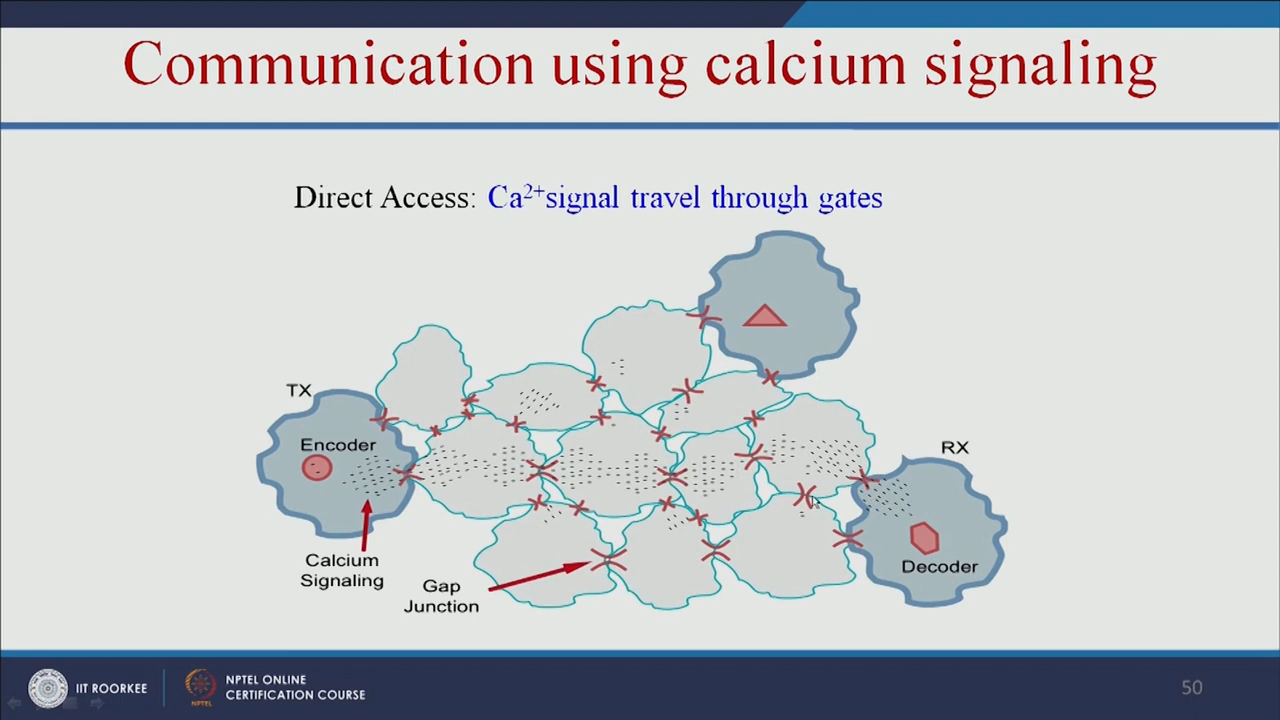 Communication using calcium signaling
Direct Access: Ca2+signal travel through gates
TX
Encoder
RX
Calcium
Signaling
Gap
Junction
Decoder
IIT ROORKEE
NPTEL
NPTEL ONLINE
CERTIFICATION COURSE
50